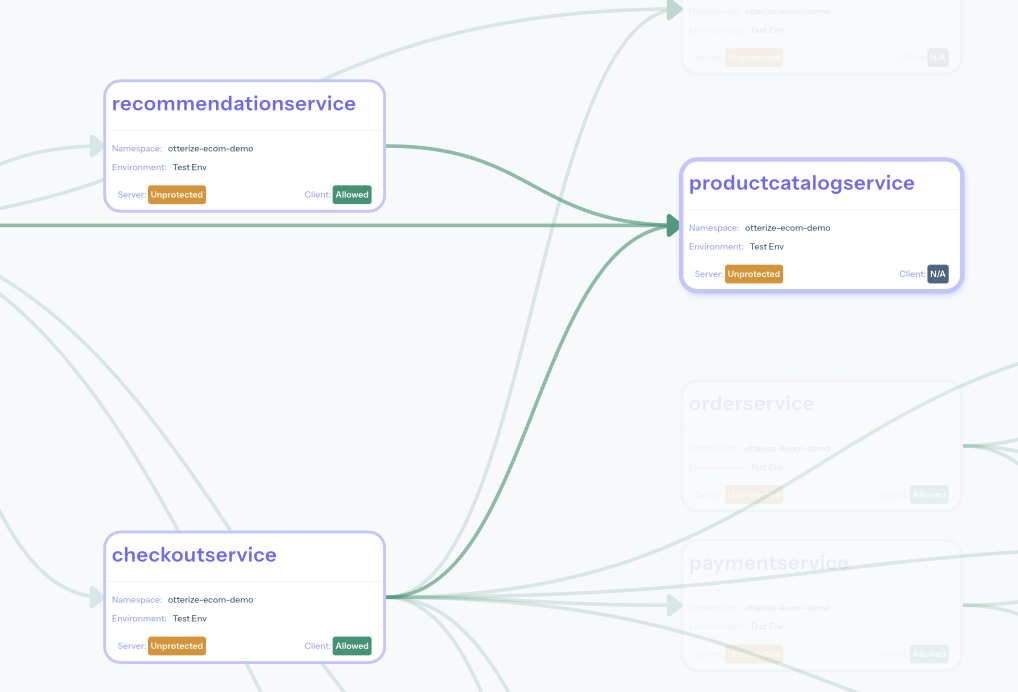 Namespace: otterize-ecom-demo
Environment: Test Env
Server: Unprotected Client: N/A
recommendationservice
Namespace: otterize-ecom-demo
Environment: Test Env
Server: Unprotected Client: Allowed
productcatalogservice
Namespace: otterize-ecom-demo
Environment: Test Env
Server: Unprotected Client: N/A
orderservice
Namespace: otterize-ecom-demo
Environment: Test Env
Server: Unprotected Client: Allowed
checkoutservice
Namespace: otterize-ecom-demo
Environment: Test Env
Server: Unprotected Client: Allowed
paymentservice
Namespace: otterize-ecom-demo
Environment: Test Env
Server: Unprotected Client: Allowed